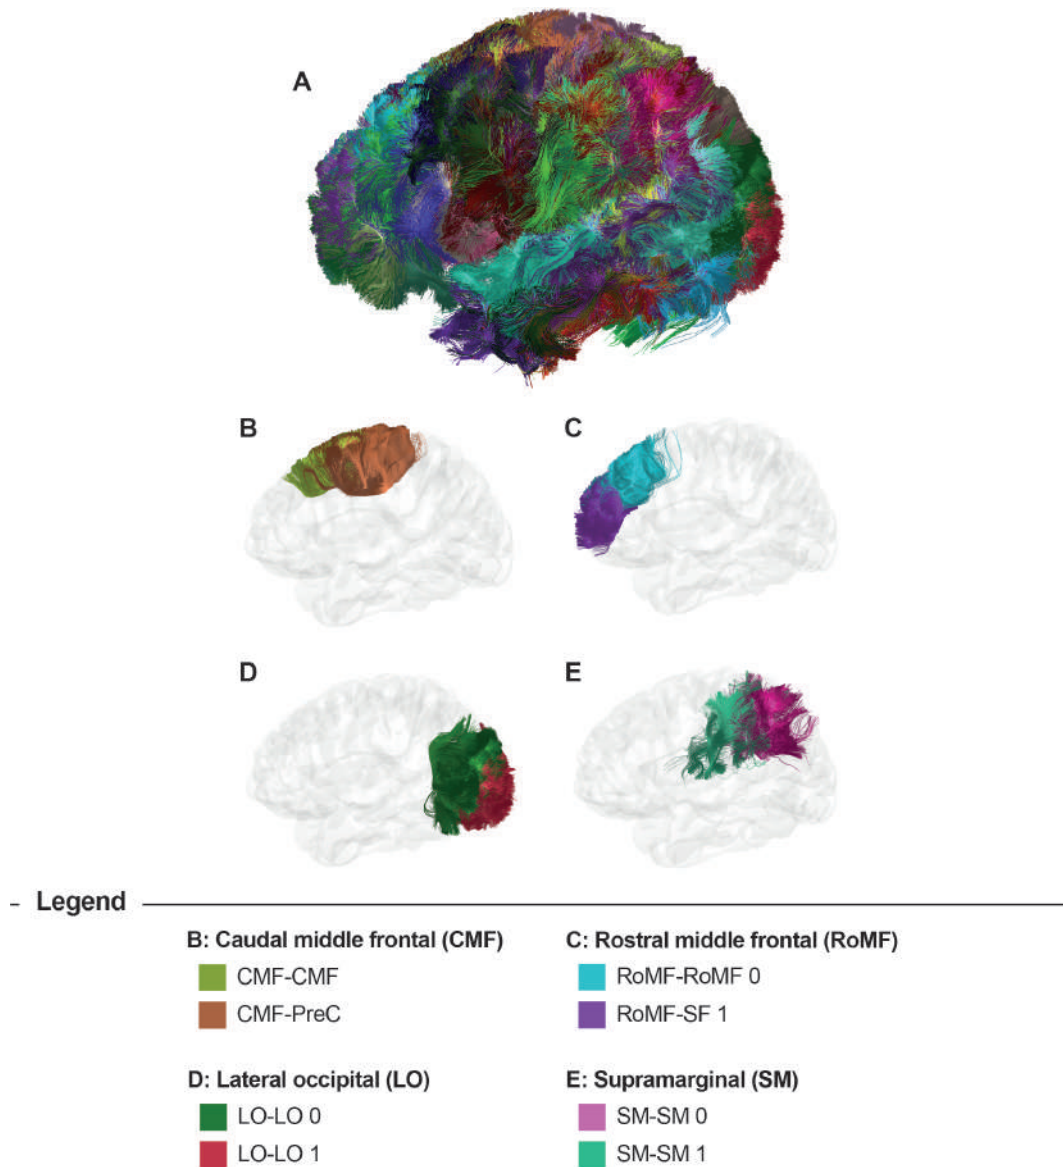 A
B
C
D
E
Legend
B: Caudal middle frontal (CMF)
CMF-CMF
CMF-PreC
C: Rostral middle frontal (RoMF)
RoMF-RoMF 0
RoMF-SF 1
D: Lateral occipital (LO)
LO-LO 0
LO-LO 1
E: Supramarginal (SM)
SM-SM 0
SM-SM 1